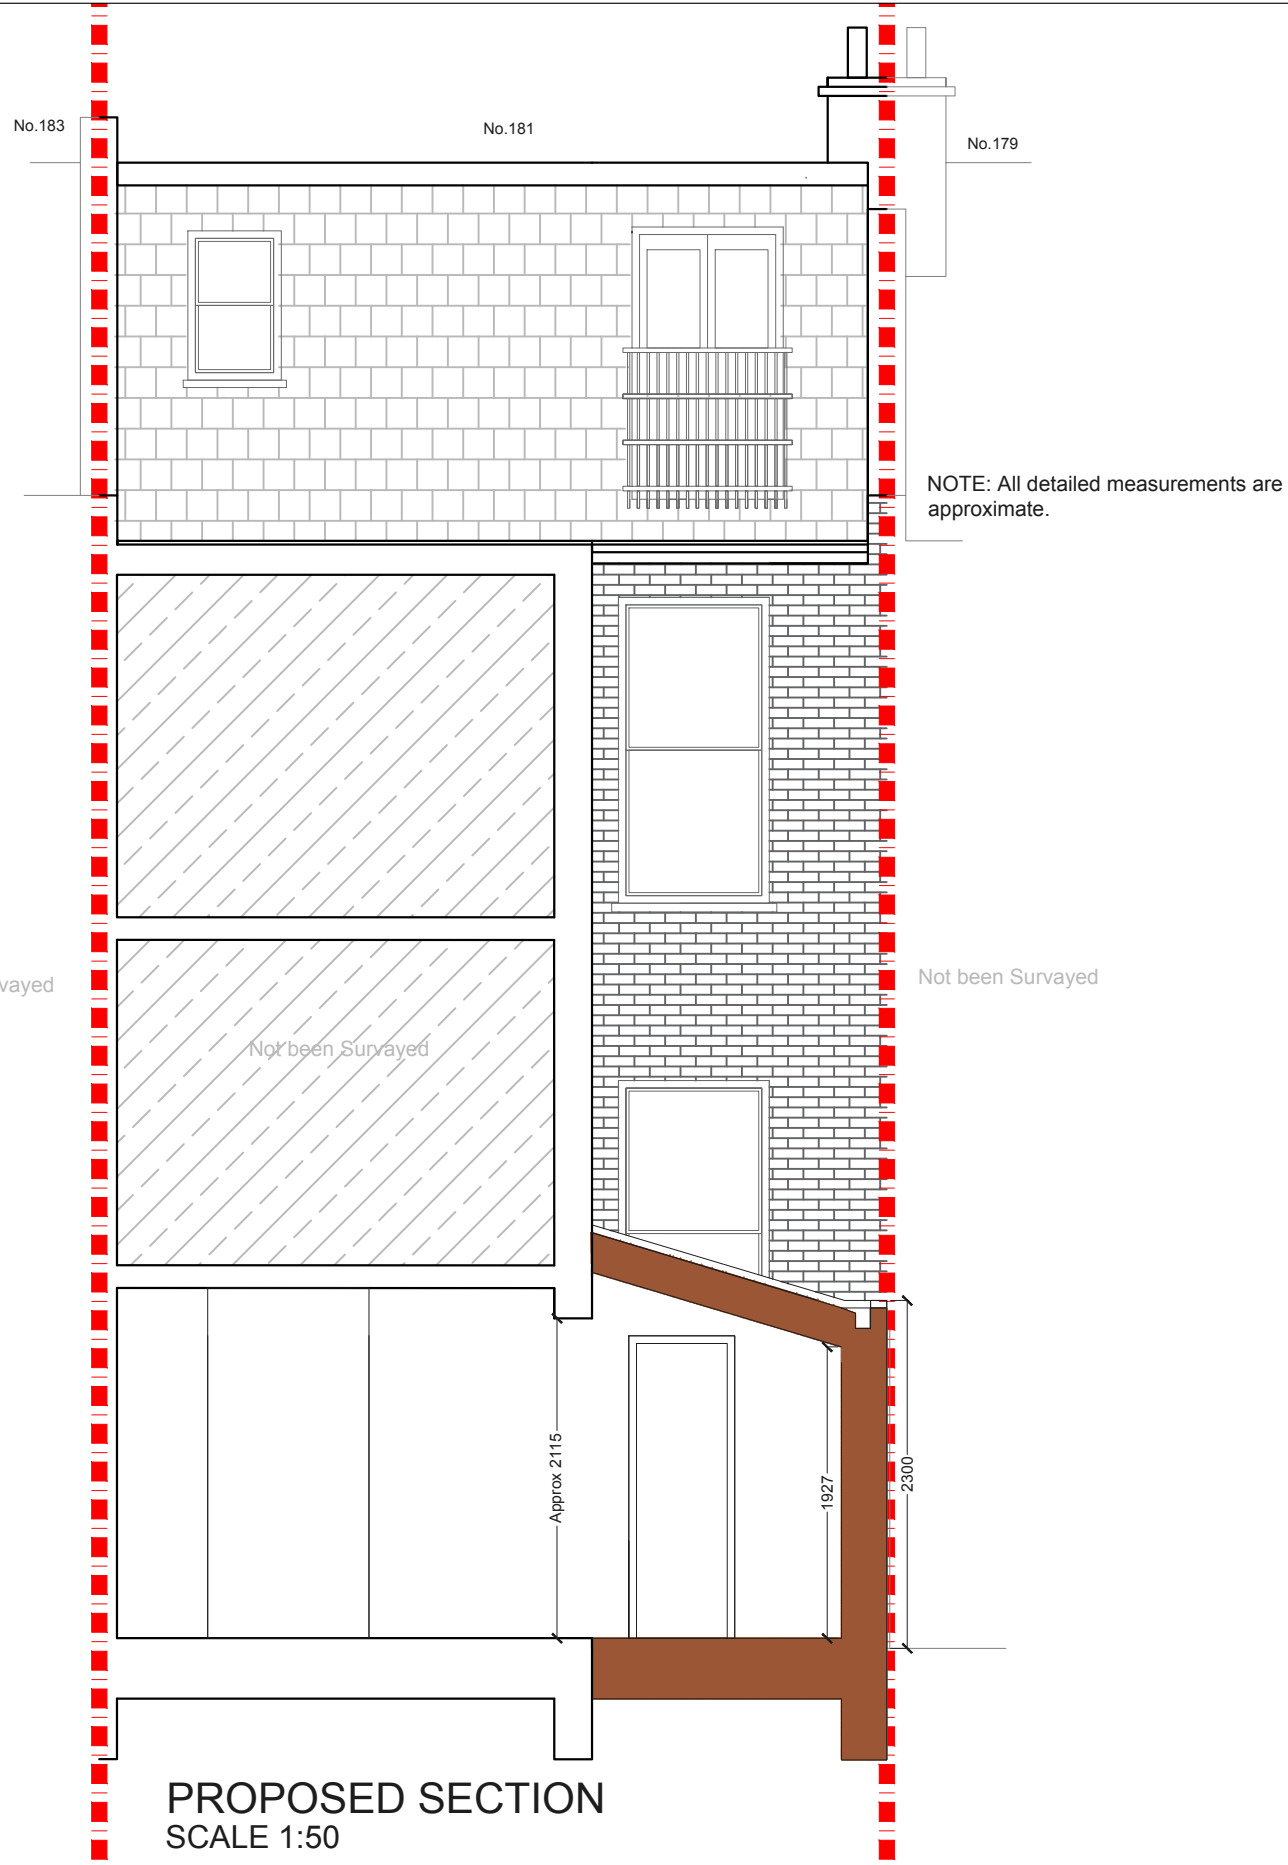 No.183
No.181
No.179
NOTE: All detailed measurements are
approximate.
vayed
Not been Survayed
Not been Survayed
Approx 2115
1927
2300
PROPOSED SECTION
SCALE 1:50